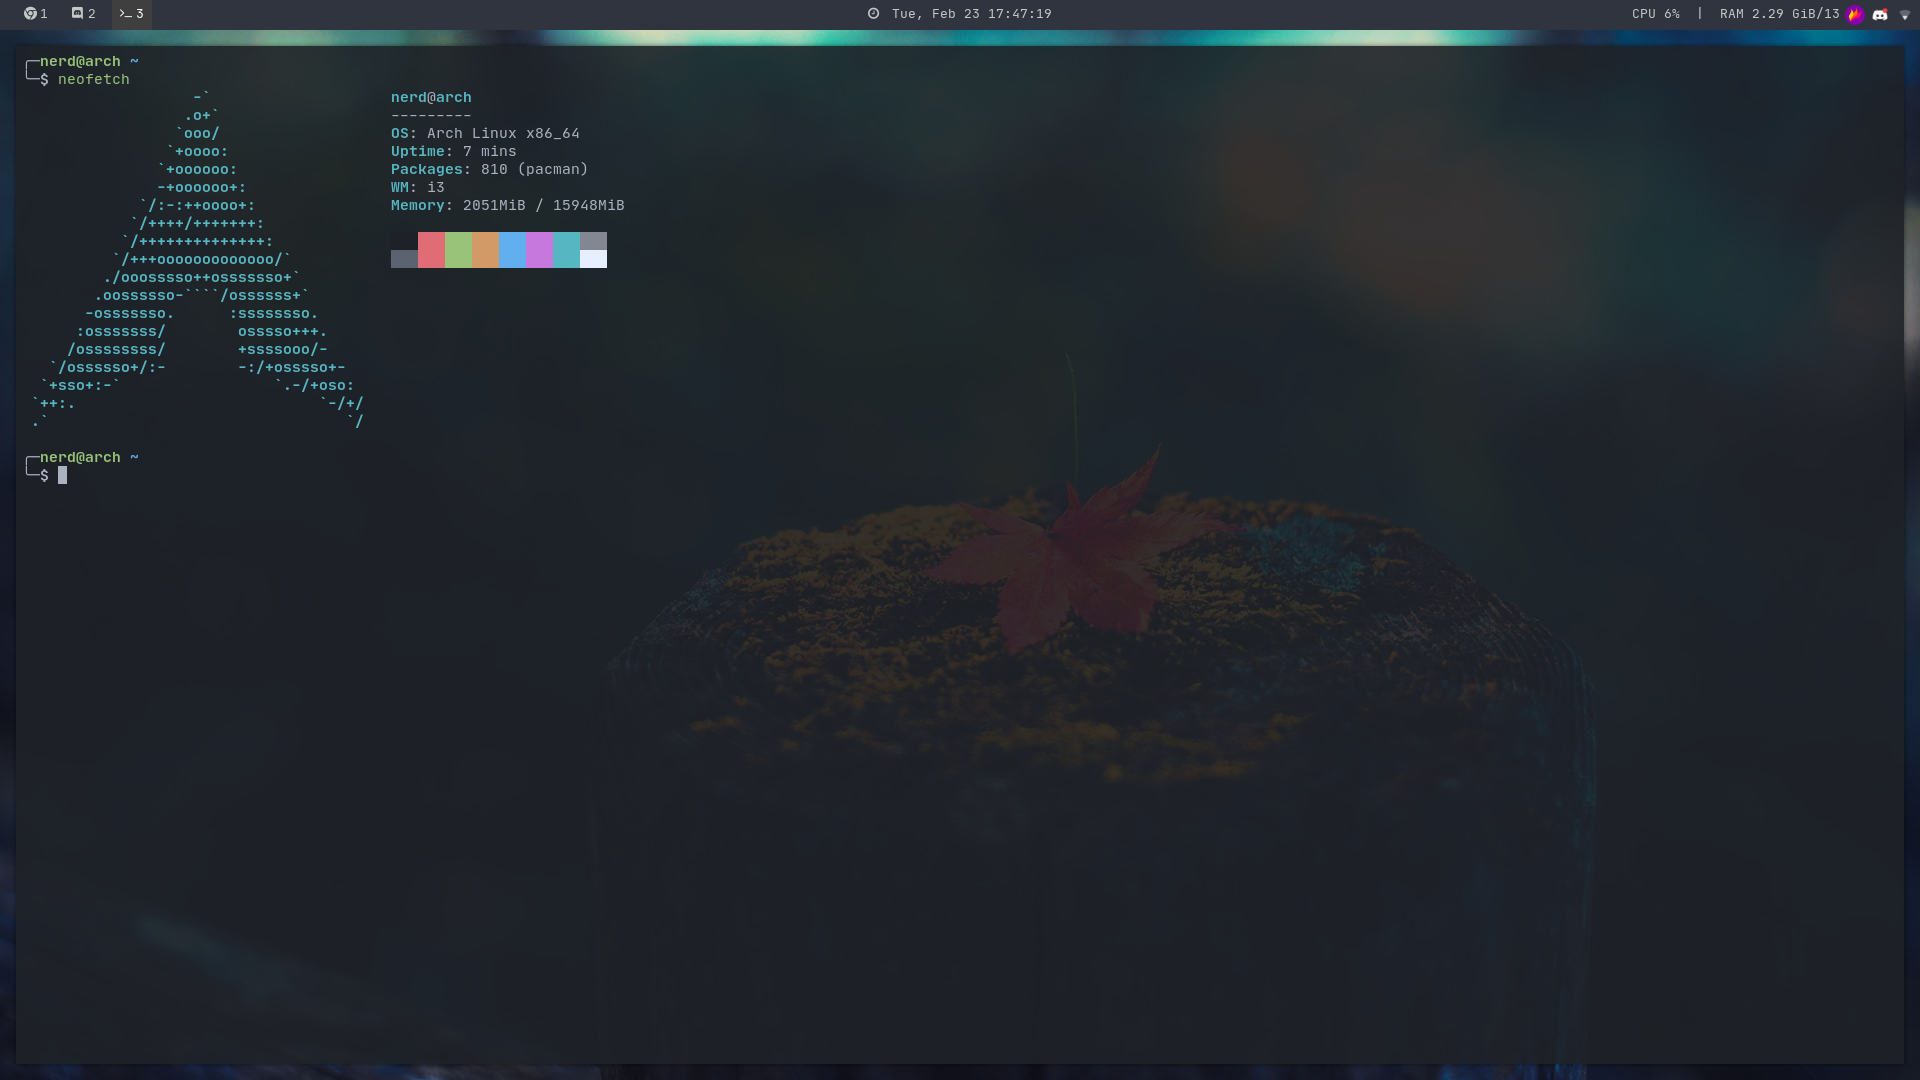 1 2 >_ 3 Tue, Feb 23 17:47:19 CPU 6% | RAM 2.29 GiB/13
╭─nerd@arch ~
╰─$ neofetch
-`
.o+`
`ooo/
`+oooo:
`+oooooo:
-+oooooo+:
`/:-:++oooo+:
`/++++/+++++++:
`/++++++++++++++:
`/+++ooooooooooooo/`
./ooosssso++osssssso+`
.oossssso-````/ossssss+`
-osssssso.      :ssssssso.
:osssssss/        osssso+++.
/ossssssss/        +ssssooo/-
`/ossssso+/:-        -:/+osssso+-
`+sso+:-`                 `.-/+oso:
`++:.                           `-/+/
.`                                 `/
nerd@arch
---------
OS: Arch Linux x86_64
Uptime: 7 mins
Packages: 810 (pacman)
WM: i3
Memory: 2051MiB / 15948MiB
╭─nerd@arch ~
╰─$